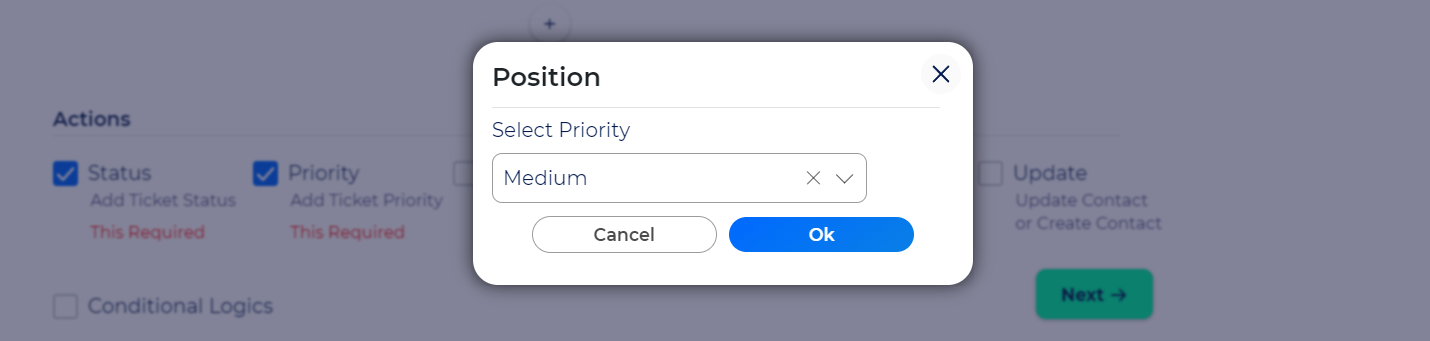 +
Position
Select Priority
Medium
Cancel
Ok
Actions
Status
Add Ticket Status
This Required
Priority
Add Ticket Priority
This Required
Update
Update Contact
or Create Contact
Conditional Logics
Next →